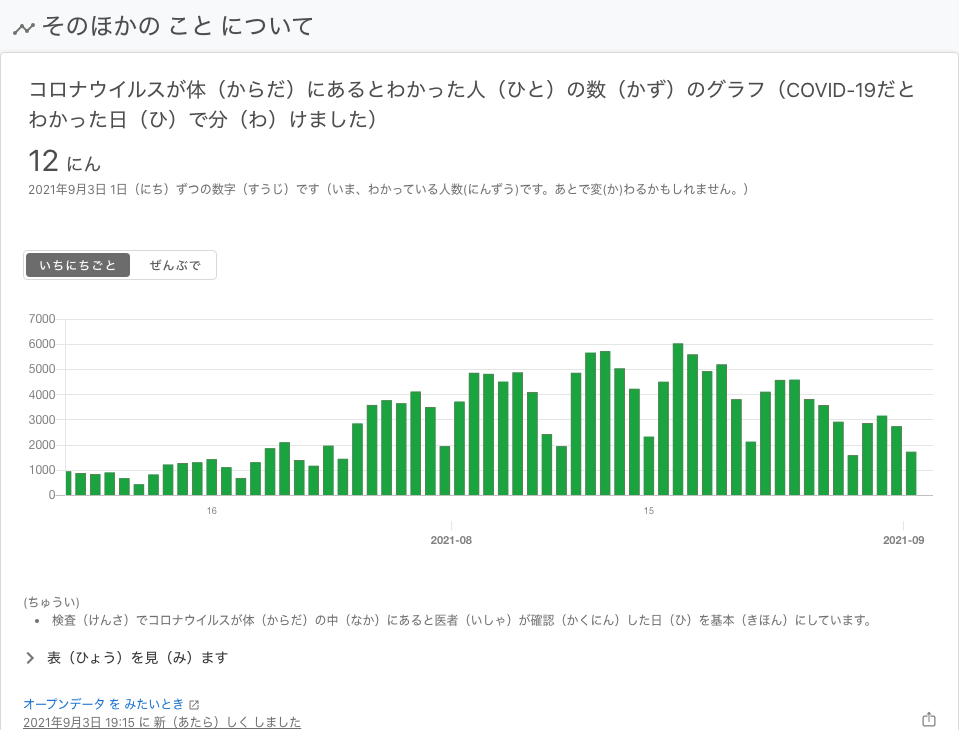 そのほかの こと に ついて
コロナウイルスが体（からだ）にあるとわかった人（ひと）の数（かず）のグラフ（COVID-19だと
わかった日（ひ）で分（わ）けました）
12 にん
2021年9月3日 1日（にち）ずつの数字（すうじ）です（いま、わかっている人数(にんずう)です。あとで変(か)わるかもしれません。）
いちにちごと ぜんぶで
7000
6000
5000
4000
3000
2000
1000
0
16 15
2021-08 2021-09
(ちゅうい)
• 検査（けんさ）でコロナウイルスが体（からだ）の中（なか）にあると医者（いしゃ）が確認（かくにん）した日（ひ）を基本（きほん）にしています。
表（ひょう）を見（み）ます
オープンデータ を みたいとき
2021年9月3日 19:15 に 新（あたら）しく しました